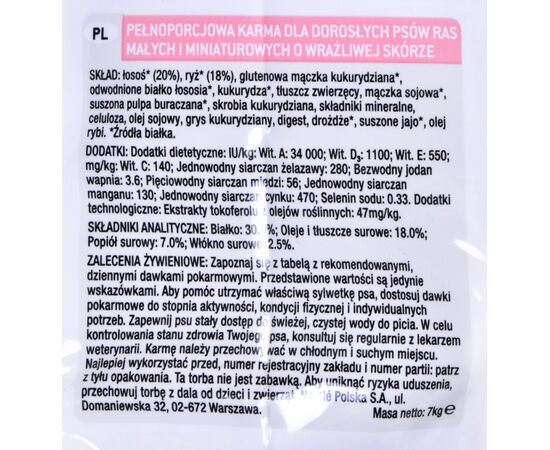 PL
PEŁNOPORCJOWA KARMA DLA DOROSŁYCH PSÓW RAS
MAŁYCH I MINIATUROWYCH O WRAŻLIWEJ SKÓRZE
SKŁAD: łosoś* (20%), ryż* (18%), glutenowa mączka kukurydziana*,
odwodnione białko łososia*, kukurydza*, tłuszcz zwierzęcy, mączka sojowa*,
suszona pulpa buraczana*, skrobia kukurydziana, składniki mineralne,
celuloza, olej sojowy, grys kukurydziany, digest, drożdże*, suszone jajo*, olej
rybi. *Źródła białka.
DODATKI: Dodatki dietetyczne: IU/kg: Wit. A: 34 000; Wit. D₃: 1100; Wit. E: 550;
mg/kg: Wit. C: 140; Jednowodny siarczan żelazawy: 280; Bezwodny jodan
wapnia: 3.6; Pięciowodny siarczan miedzi: 56; Jednowodny siarczan
manganu: 130; Jednowodny siarczan cynku: 470; Selenin sodu: 0.33. Dodatki
technologiczne: Ekstrakty tokoferolu z olejów roślinnych: 47mg/kg.
SKŁADNIKI ANALITYCZNE: Białko: Oleje i tłuszcze surowe: 18.0%;
Popiół surowy: 7.0%; Włókno surowe: 2.5%.
ZALECENIA ŻYWIENIOWE: Zapoznaj się z tabelą z rekomendowanymi,
dziennymi dawkami pokarmowymi. Przedstawione wartości są jedynie
wskazówkami. Aby pomóc utrzymać właściwą sylwetkę psa, dostosuj dawki
pokarmowe do stopnia aktywności, kondycji fizycznej i indywidualnych
potrzeb. Zapewnij psu stały dostęp do świeżej, czystej wody do picia. W celu
kontrolowania stanu zdrowia Twojego psa, konsultuj się regularnie z lekarzem
weterynarii. Karmę należy przechowywać w chłodnym i suchym miejscu.
Najlepiej wykorzystać przed, numer rejestracyjny zakładu i numer partii: patrz
z tyłu opakowania. Ta torba nie jest zabawką. Aby uniknąć ryzyka uduszenia,
przechowuj torbę z dala od dzieci i zwierząt. Nestlé Polska S.A., ul.
Domaniewska 32, 02-672 Warszawa.
Masa netto: 7kg℮